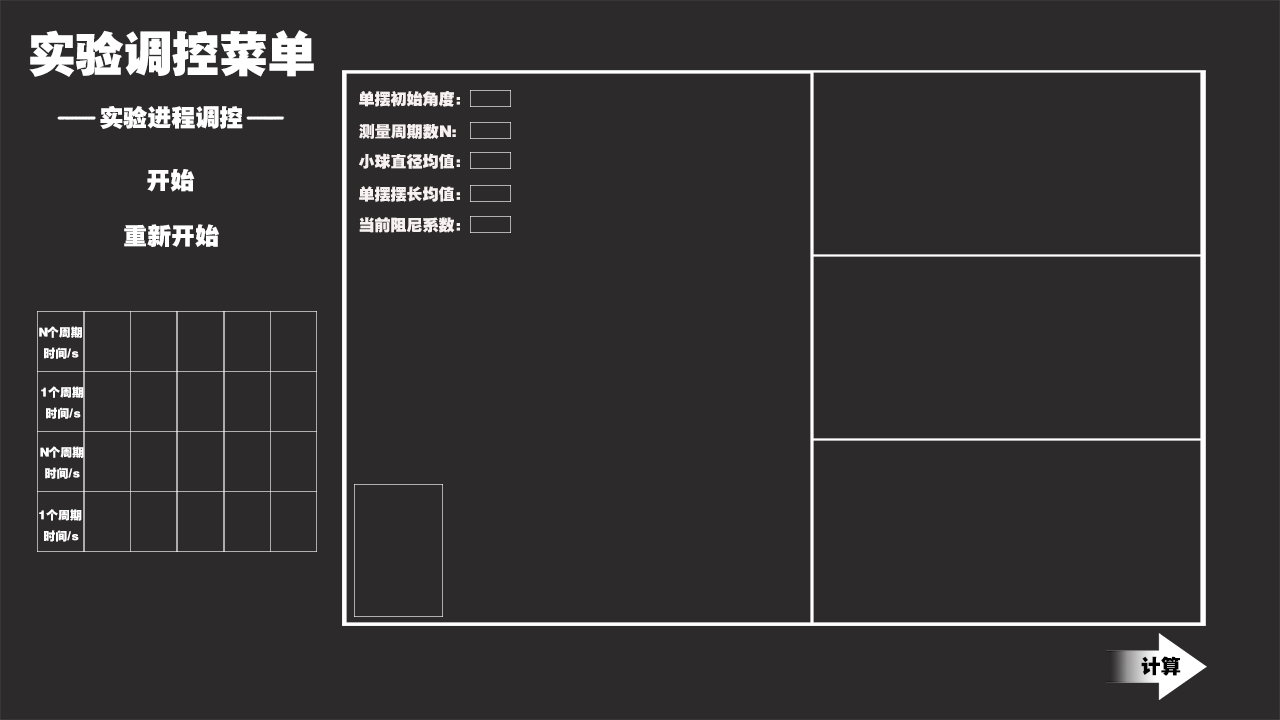 实验调控菜单
实验进程调控
开始
重新开始
N个周期
时间/s
1个周期
时间/s
N个周期
时间/s
1个周期
时间/s
单摆初始角度：
测量周期数N:
小球直径均值：
单摆摆长均值：
当前阻尼系数：
计算